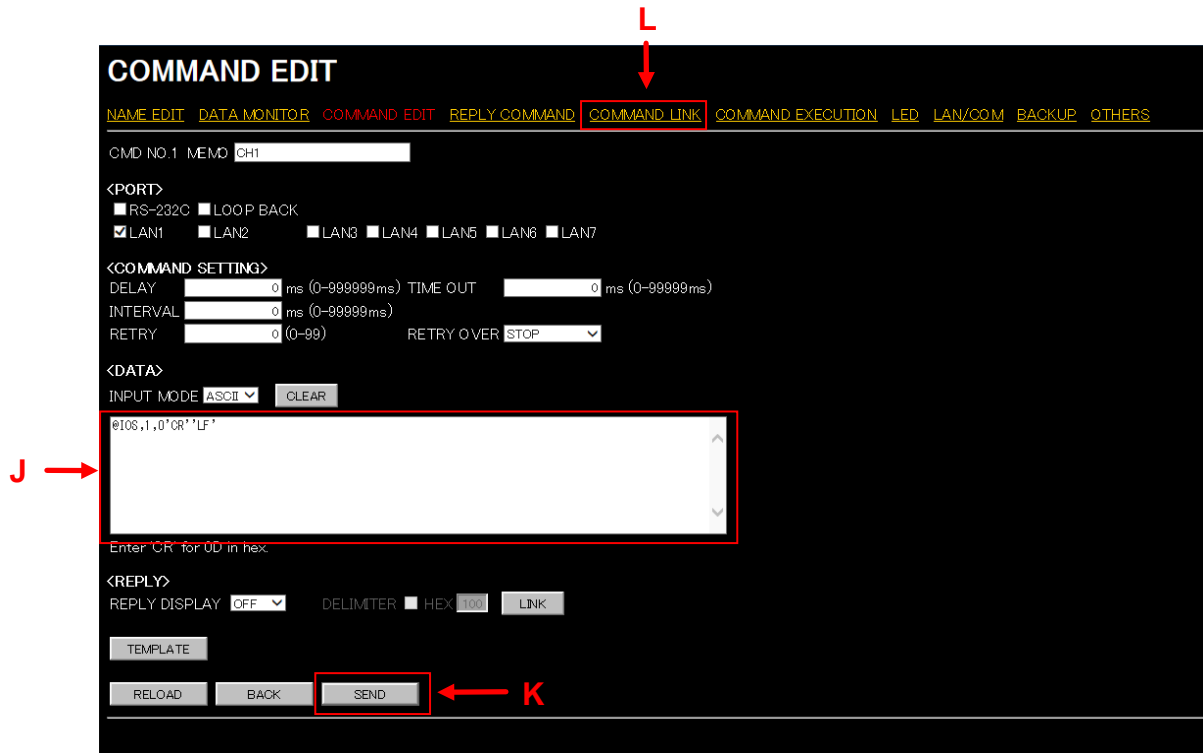 L
COMMAND EDIT
NAME EDIT DATA MONITOR COMMAND EDIT REPLY COMMAND COMMAND LINK COMMAND EXECUTION LED LAN/COM BACKUP OTHERS
CMD NO.1 MEMO CH1
<PORT>
RS-232C LOOP BACK
LAN1 LAN2 LAN3 LAN4 LAN5 LAN6 LAN7
<COMMAND SETTING>
DELAY 0 ms (0-999999ms) TIME OUT 0 ms (0-99999ms)
INTERVAL 0 ms (0-99999ms)
RETRY 0 (0-99) RETRY OVER STOP
<DATA>
INPUT MODE ASCII CLEAR
@IOS,1,0'CR''LF'
J
Enter 'CR' for 0D in hex.
<REPLY>
REPLY DISPLAY OFF DELIMITER HEX 100 LINK
TEMPLATE
RELOAD BACK SEND K